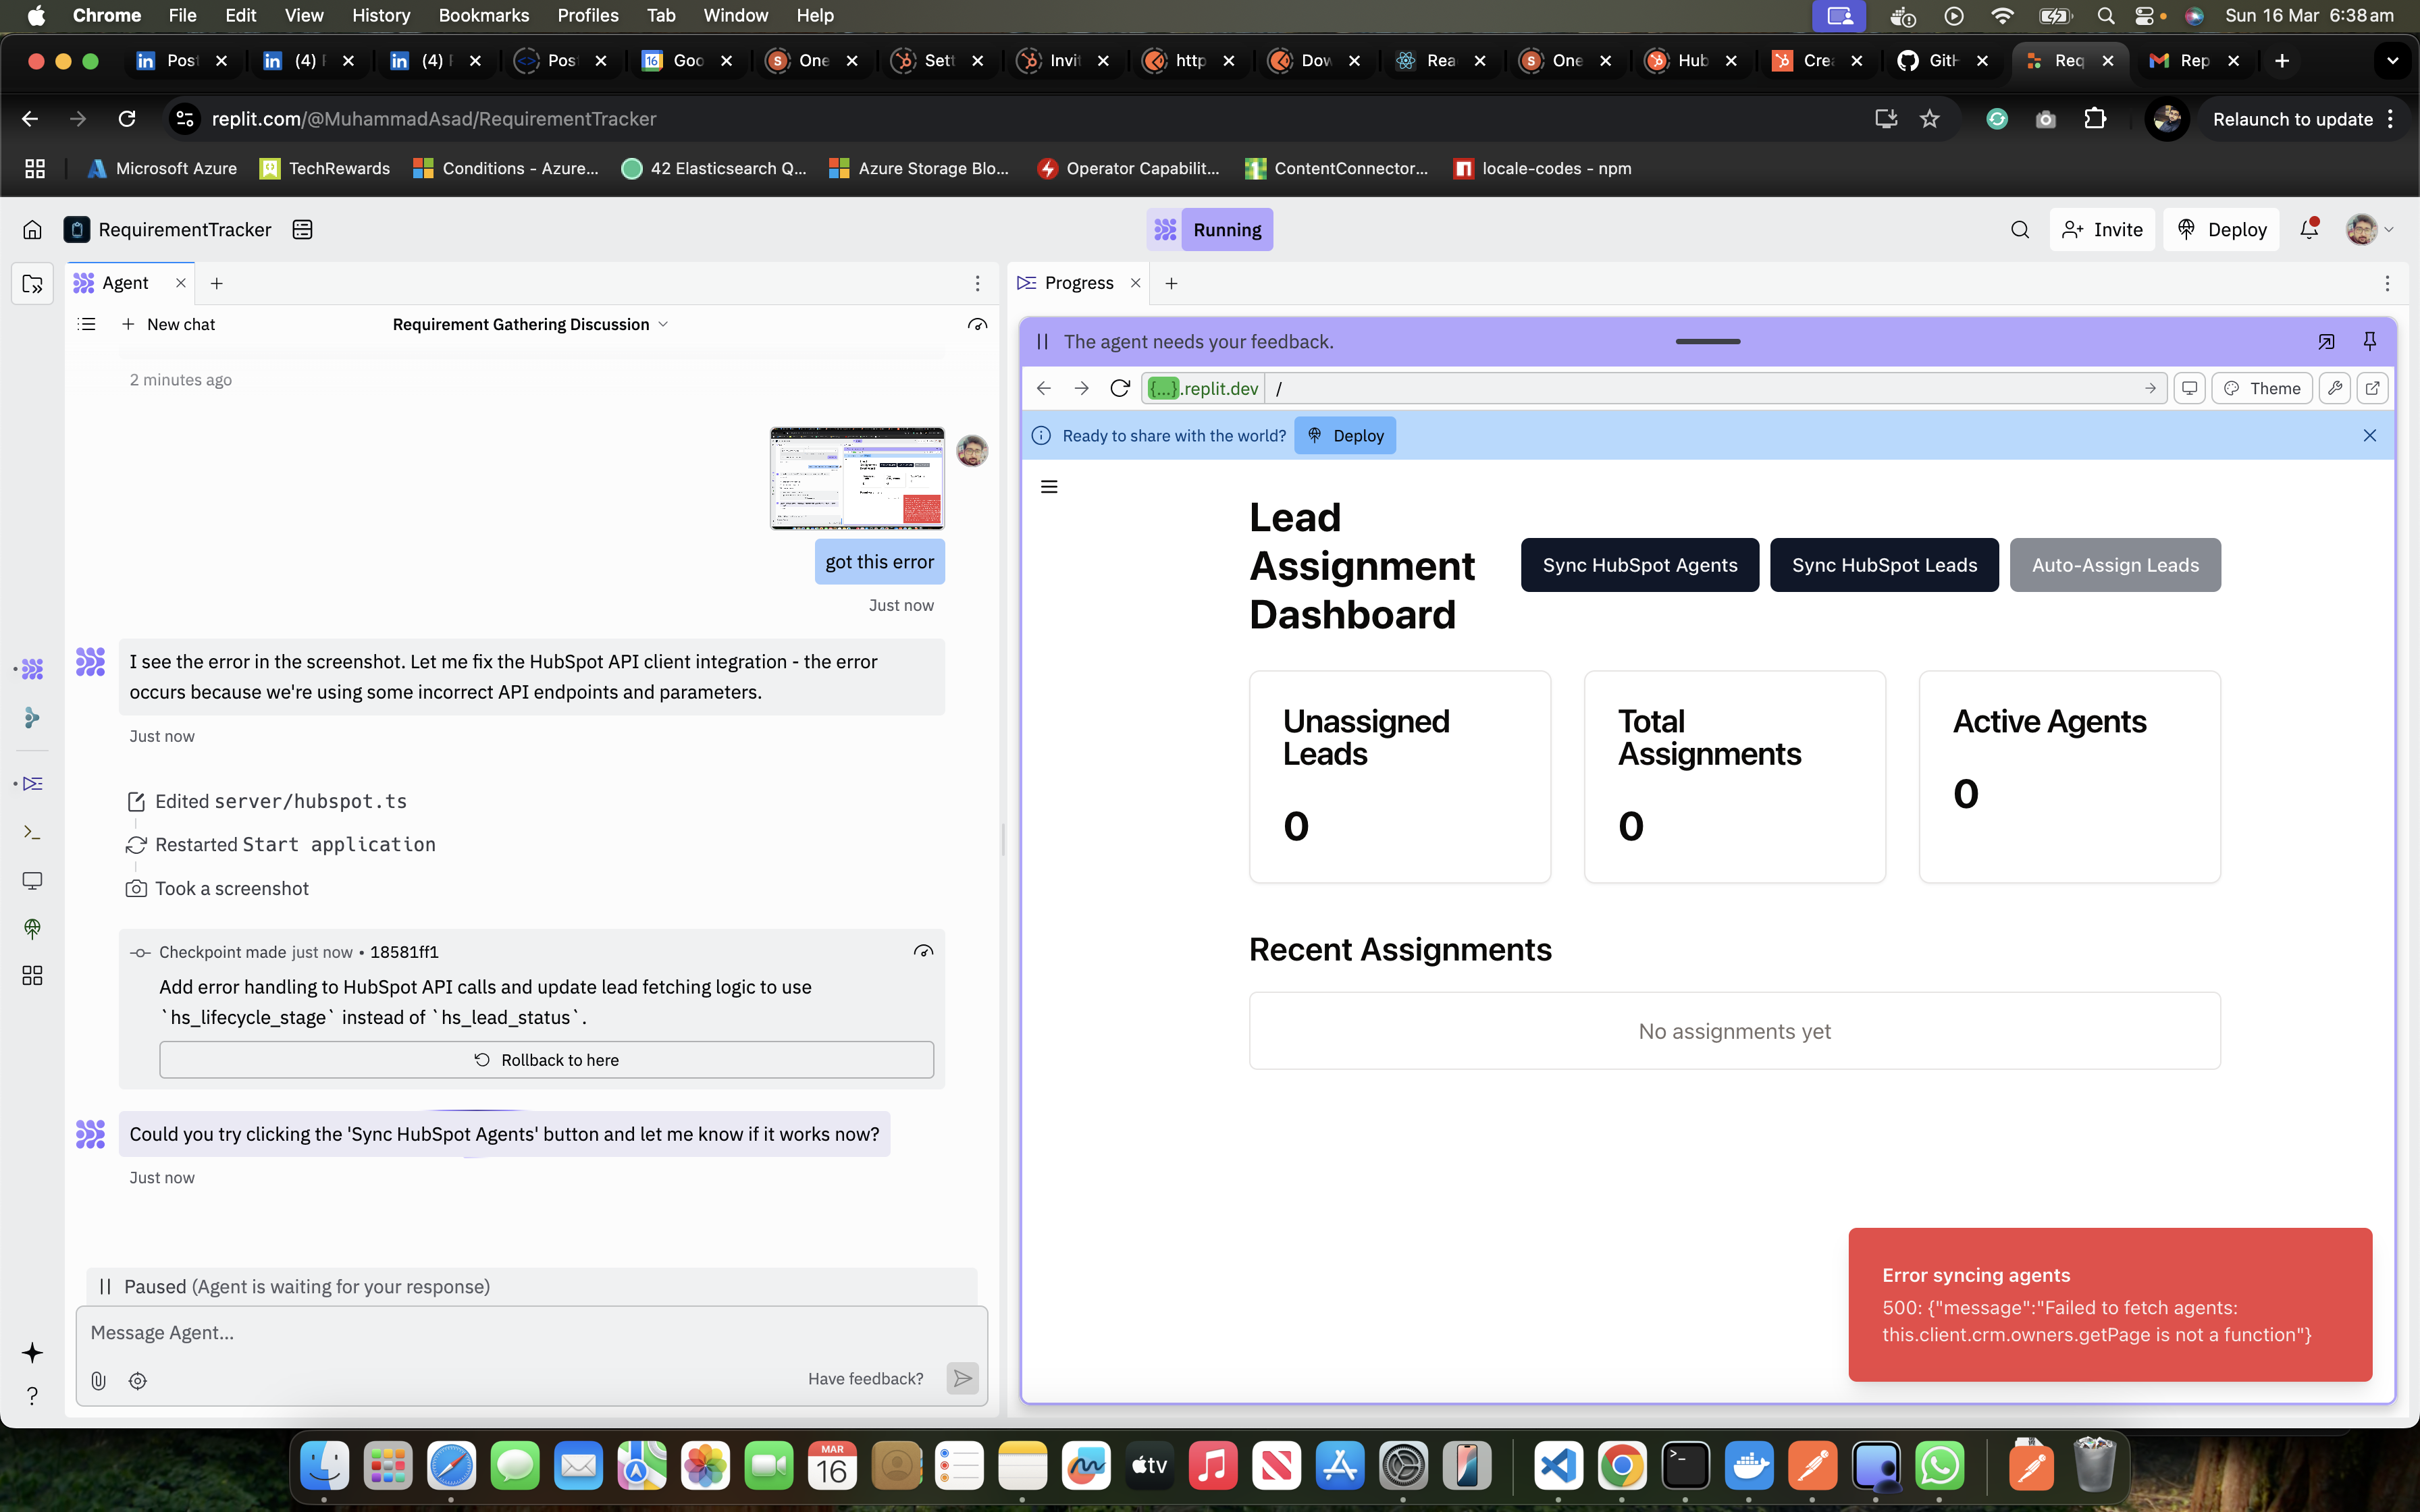 Chrome File Edit View History Bookmarks Profiles Tab Window Help Sun 16 Mar 6:38 am
Post (4) (4) Pos 16 Goo One Sett Invit http Dow Rea One Hub Crea GitH Req Rep
replit.com/@MuhammadAsad/RequirementTracker Relaunch to update
Microsoft Azure TechRewards Conditions - Azure... 42 Elasticsearch Q... Azure Storage Blo... Operator Capabilit... ContentConnector... locale-codes - npm
RequirementTracker Running Invite Deploy
Agent
New chat Requirement Gathering Discussion
2 minutes ago
got this error
Just now
I see the error in the screenshot. Let me fix the HubSpot API client integration - the error
occurs because we're using some incorrect API endpoints and parameters.
Just now
Edited server/hubspot.ts
Restarted Start application
Took a screenshot
Checkpoint made just now • 18581ff1
Add error handling to HubSpot API calls and update lead fetching logic to use
`hs_lifecycle_stage` instead of `hs_lead_status`.
Rollback to here
Could you try clicking the 'Sync HubSpot Agents' button and let me know if it works now?
Just now
Paused (Agent is waiting for your response)
Message Agent...
Have feedback?
Progress
The agent needs your feedback.
{...}.replit.dev / Theme
Ready to share with the world? Deploy
Lead
Assignment
Dashboard
Sync HubSpot Agents Sync HubSpot Leads Auto-Assign Leads
Unassigned
Leads
0
Total
Assignments
0
Active Agents
0
Recent Assignments
No assignments yet
Error syncing agents
500: {"message":"Failed to fetch agents:
this.client.crm.owners.getPage is not a function"}
MAR
16
tv